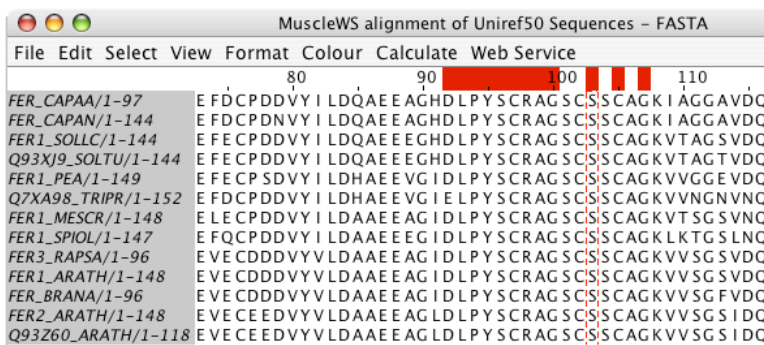 MuscleWS alignment of Uniref50 Sequences – FASTA
File Edit Select View Format Colour Calculate Web Service
80 90 100 110
FER_CAPAA/1-97 EFDCPDDVYILDQAEEAGHDLPYSCRAGSCSSCAGKIAGGAVDQ
FER_CAPAN/1-144 EFDCPDNVYILDQAEEAGHDLPYSCRAGSCSSCAGKIAGGAVDQ
FER1_SOLLC/1-144 EFECPDDVYILDQAEEEGHDLPYSCRAGSCSSCAGKVTAGSVDQ
Q93XJ9_SOLTU/1-144 EFECPDDVYILDQAEEEGHDLPYSCRAGSCSSCAGKVTAGTVDQ
FER1_PEA/1-149 EFECPSDVYILDHAEEVGIDLPYSCRAGSCSSCAGKVVGGEVDQ
Q7XA98_TRIPR/1-152 EFDCPDDVYILDHAEEVGIELPYSCRAGSCSSCAGKVVNGNVNQ
FER1_MESCR/1-148 ELECPDDVYILDAAEEAGIDLPYSCRAGSCSSCAGKVTSGSVNQ
FER1_SPIOL/1-147 EFQCPDDVYILDAAEEEGIDLPYSCRAGSCSSCAGKLKTGSLNQ
FER3_RAPSA/1-96 EVECDDDVYVLDAAEEAGIDLPYSCRAGSCSSCAGKVVSGSVDQ
FER1_ARATH/1-148 EVECDDDVYVLDAAEEAGIDLPYSCRAGSCSSCAGKVVSGSVDQ
FER_BRANA/1-96 EVECDDDVYVLDAAEEAGIDLPYSCRAGSCSSCAGKVVSGFVDQ
FER2_ARATH/1-148 EVECEEDVYVLDAAEEAGLDLPYSCRAGSCSSCAGKVVSGSIDQ
Q93Z60_ARATH/1-118 EVECEEDVYVLDAAEEAGLDLPYSCRAGSCSSCAGKVVSGSIDQ